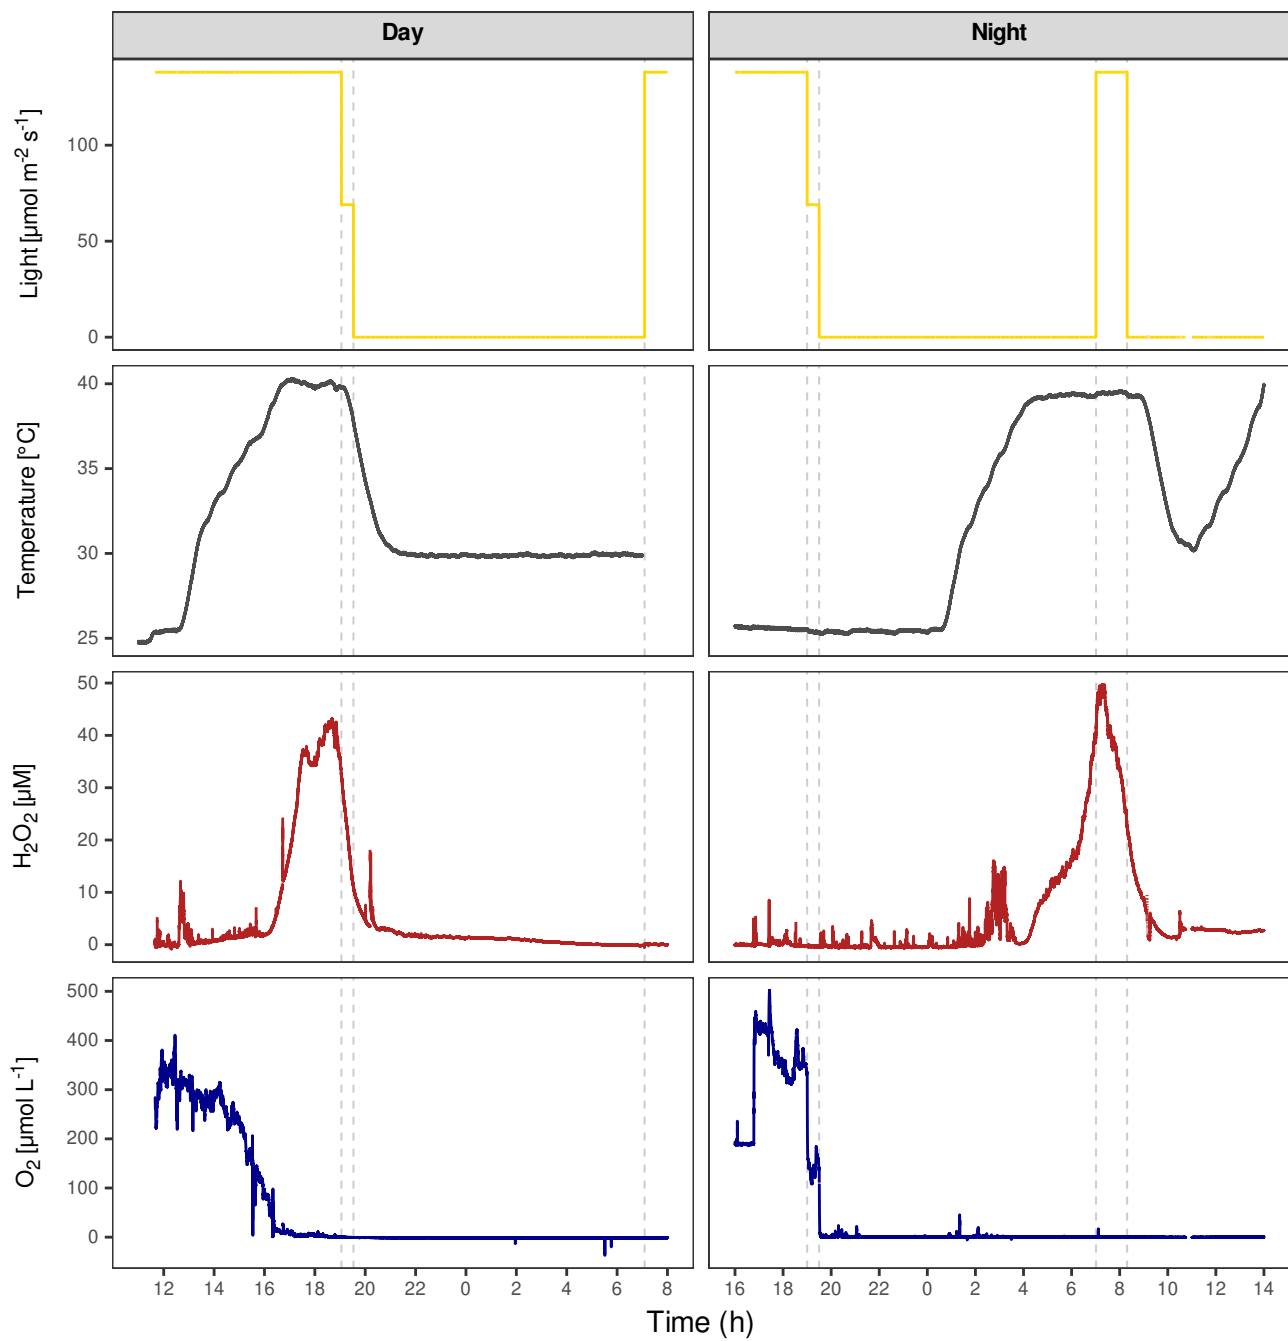 Day Night
Light [µmol m⁻² s⁻¹]
100
50
0
Temperature [°C]
40
35
30
25
H₂O₂ [µM]
50
40
30
20
10
0
O₂ [µmol L⁻¹]
500
400
300
200
100
0
12 14 16 18 20 22 0 2 4 6 8 16 18 20 22 0 2 4 6 8 10 12 14
Time (h)